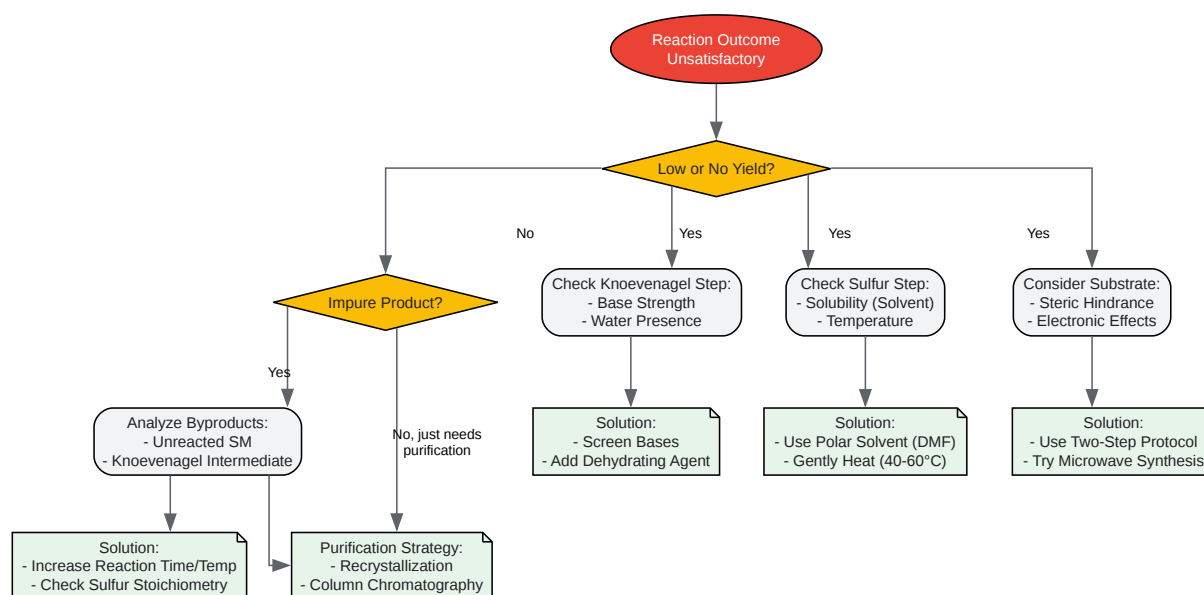 Reaction Outcome
Unsatisfactory
Low or No Yield?
No
Yes
Yes
Yes
Impure Product?
Check Knoevenagel Step:
- Base Strength
- Water Presence
Check Sulfur Step:
- Solubility (Solvent)
- Temperature
Consider Substrate:
- Steric Hindrance
- Electronic Effects
Yes
No, just needs
purification
Analyze Byproducts:
- Unreacted SM
- Knoevenagel Intermediate
Solution:
- Screen Bases
- Add Dehydrating Agent
Solution:
- Use Polar Solvent (DMF)
- Gently Heat (40-60°C)
Solution:
- Use Two-Step Protocol
- Try Microwave Synthesis
Solution:
- Increase Reaction Time/Temp
- Check Sulfur Stoichiometry
Purification Strategy:
- Recrystallization
- Column Chromatography